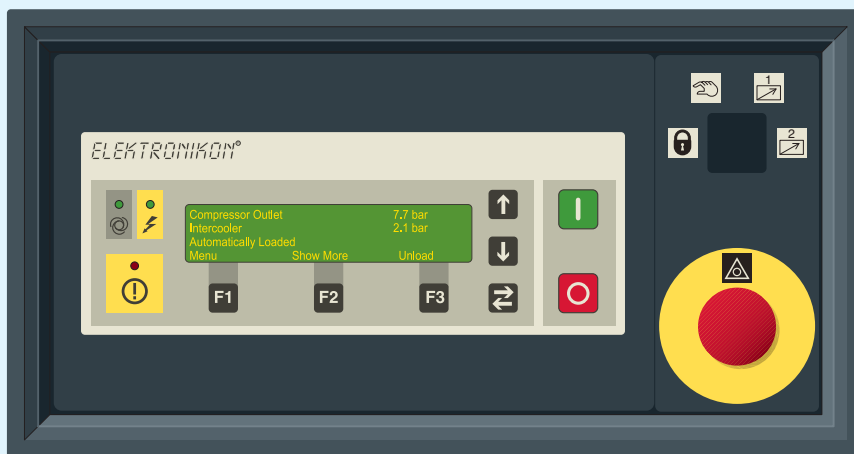 1
2
ELEKTRONIKON®
Compressor Outlet 7.7 bar
Intercooler 2.1 bar
Automatically Loaded
Menu Show More Unload
F1 F2 F3